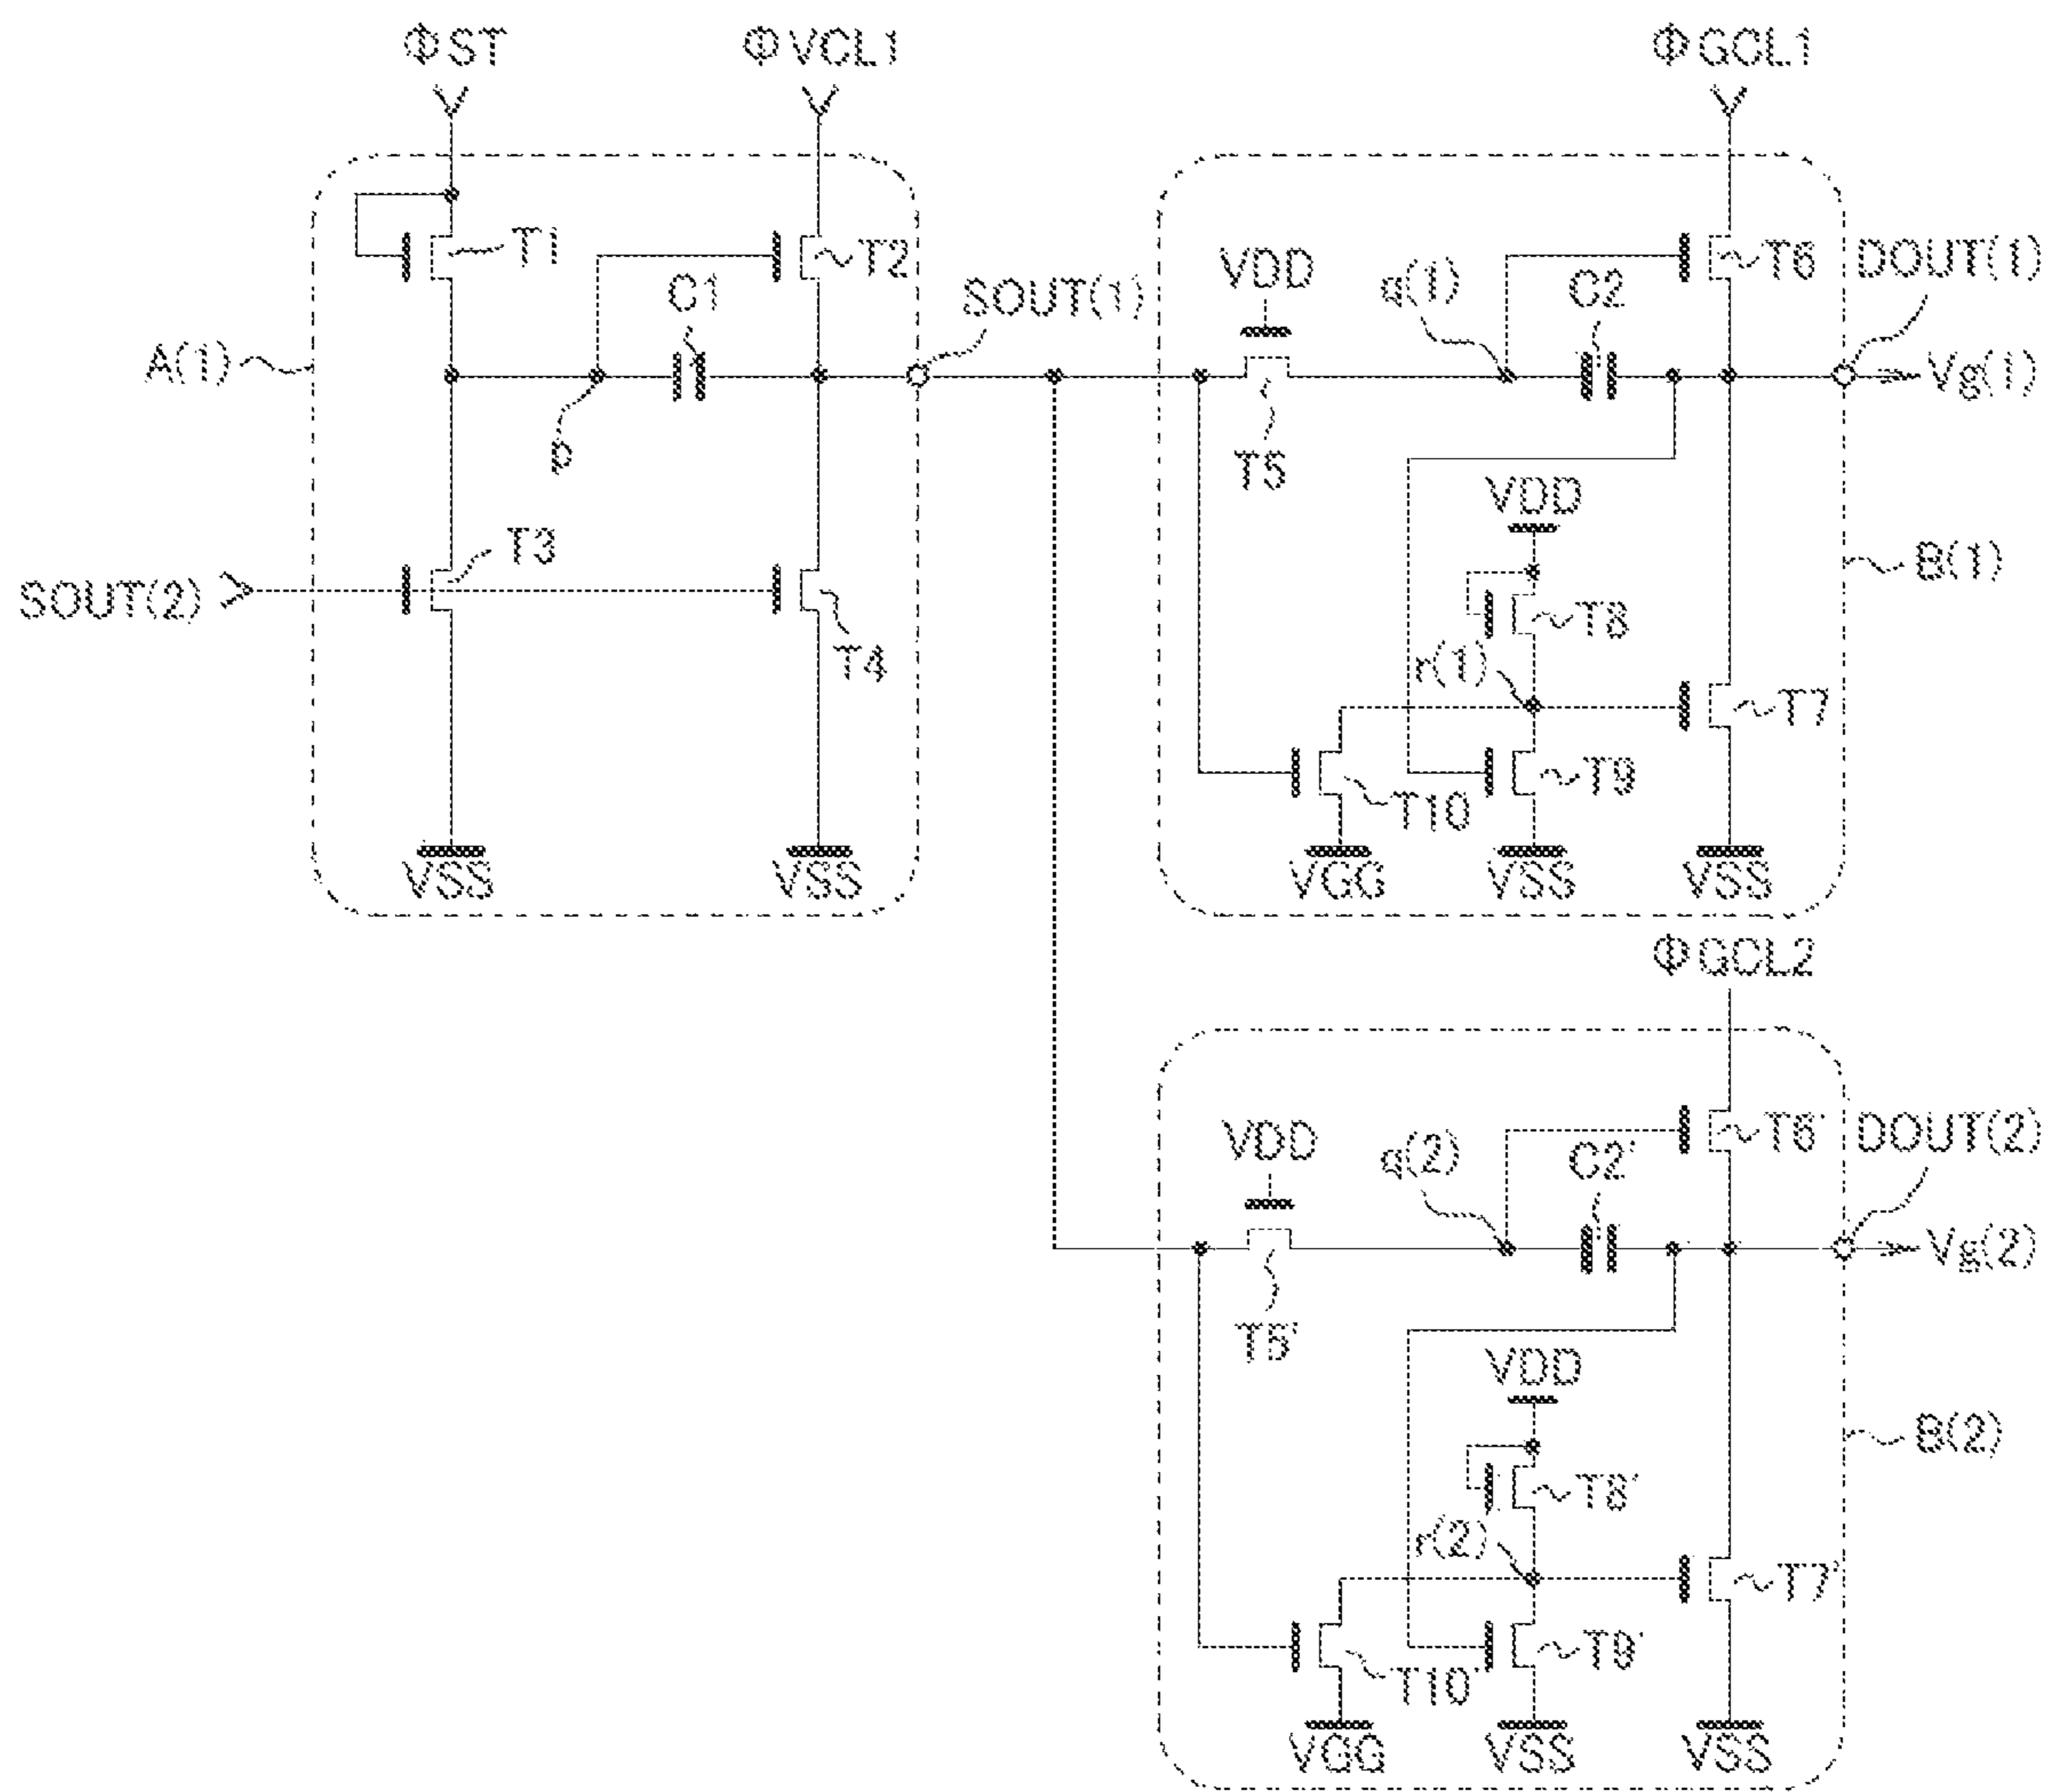 ΦST ΦVCL1 ΦGCL1
T1 T2 T6 DOUT(1)
VDD q(1) C2
C1 SOUT(1)
A(1) Vg(1)
p T5
VDD
T3 B(1)
SOUT(2) T8
T4 r(1) T7
T10 T9
VSS VSS VGG VSS VSS
ΦGCL2
VDD q(2) C2' T6' DOUT(2)
Vg(2)
T5' VDD
B(2)
T8'
r(2) T7'
T10' T9'
VGG VSS VSS